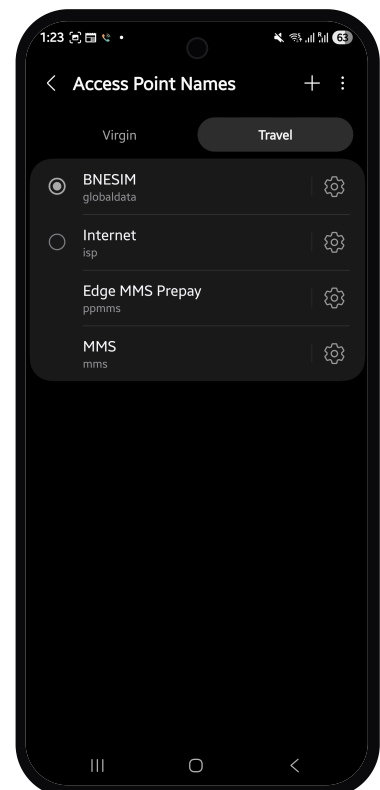 1:23
63
Access Point Names
Virgin
Travel
BNESIM
globaldata
Internet
isp
Edge MMS Prepay
ppmms
MMS
mms